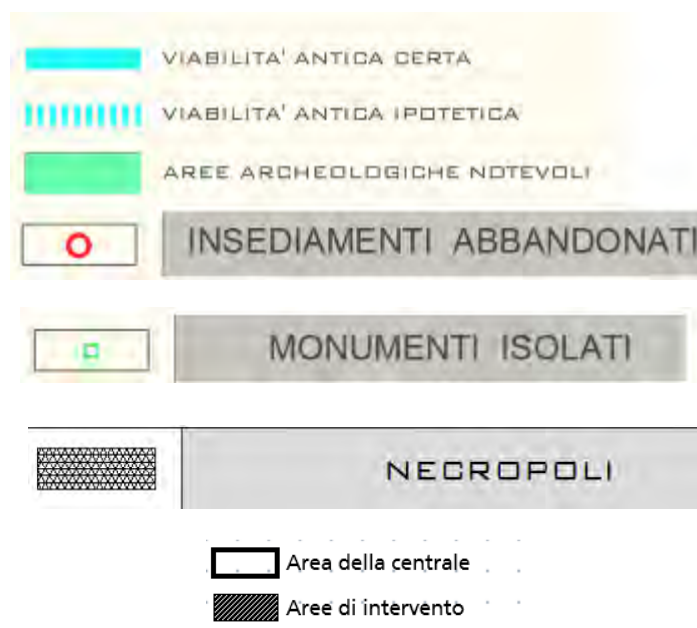 VIABILITA' ANTICA CERTA
VIABILITA' ANTICA IPOTETICA
AREE ARCHEOLOGICHE NOTEVOLI
INSEDIAMENTI ABBANDONATI
MONUMENTI ISOLATI
NECROPOLI
Area della centrale
Aree di intervento